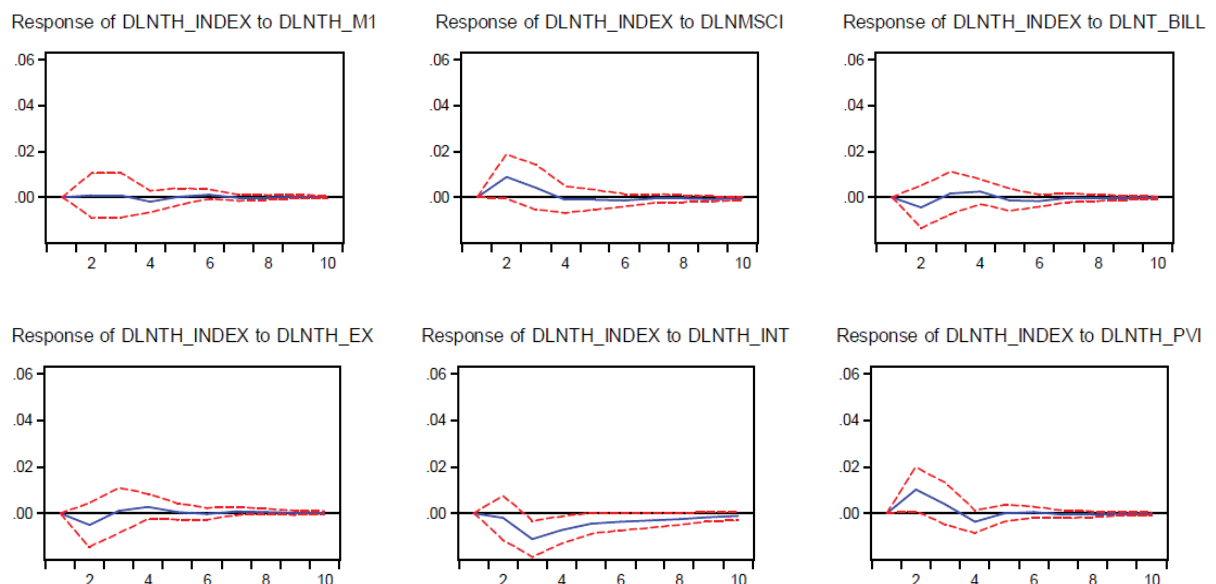 Response of DLNTH_INDEX to DLNTH_M1
.06
.04
.02
.00
2 4 6 8 10
Response of DLNTH_INDEX to DLNMSCI
.06
.04
.02
.00
2 4 6 8 10
Response of DLNTH_INDEX to DLNT_BILL
.06
.04
.02
.00
2 4 6 8 10
Response of DLNTH_INDEX to DLNTH_EX
.06
.04
.02
.00
2 4 6 8 10
Response of DLNTH_INDEX to DLNTH_INT
.06
.04
.02
.00
2 4 6 8 10
Response of DLNTH_INDEX to DLNTH_PVI
.06
.04
.02
.00
2 4 6 8 10